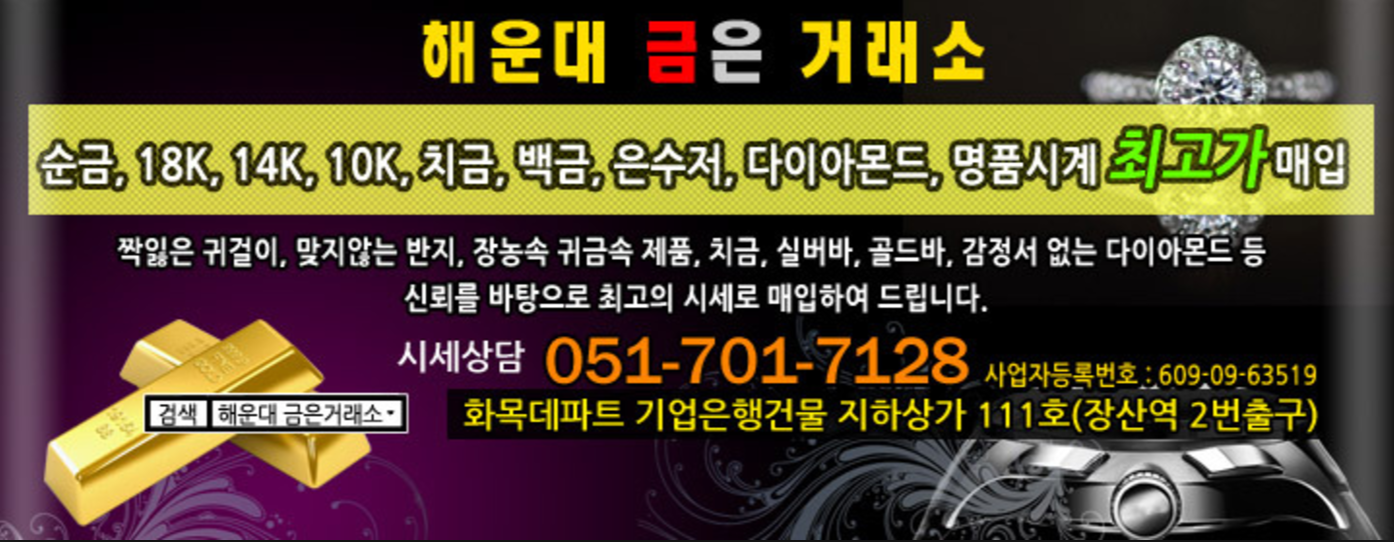 해운대 금은 거래소
순금, 18K, 14K, 10K, 치금, 백금, 은수저, 다이아몬드, 명품시계 최고가 매입
짝잃은 귀걸이, 맞지않는 반지, 장농속 귀금속 제품, 치금, 실버바, 골드바, 감정서 없는 다이아몬드 등
신뢰를 바탕으로 최고의 시세로 매입하여 드립니다.
시세상담 051-701-7128 사업자등록번호 : 609-09-63519
검색 해운대 금은거래소
화목데파트 기업은행건물 지하상가 111호(장산역 2번출구)